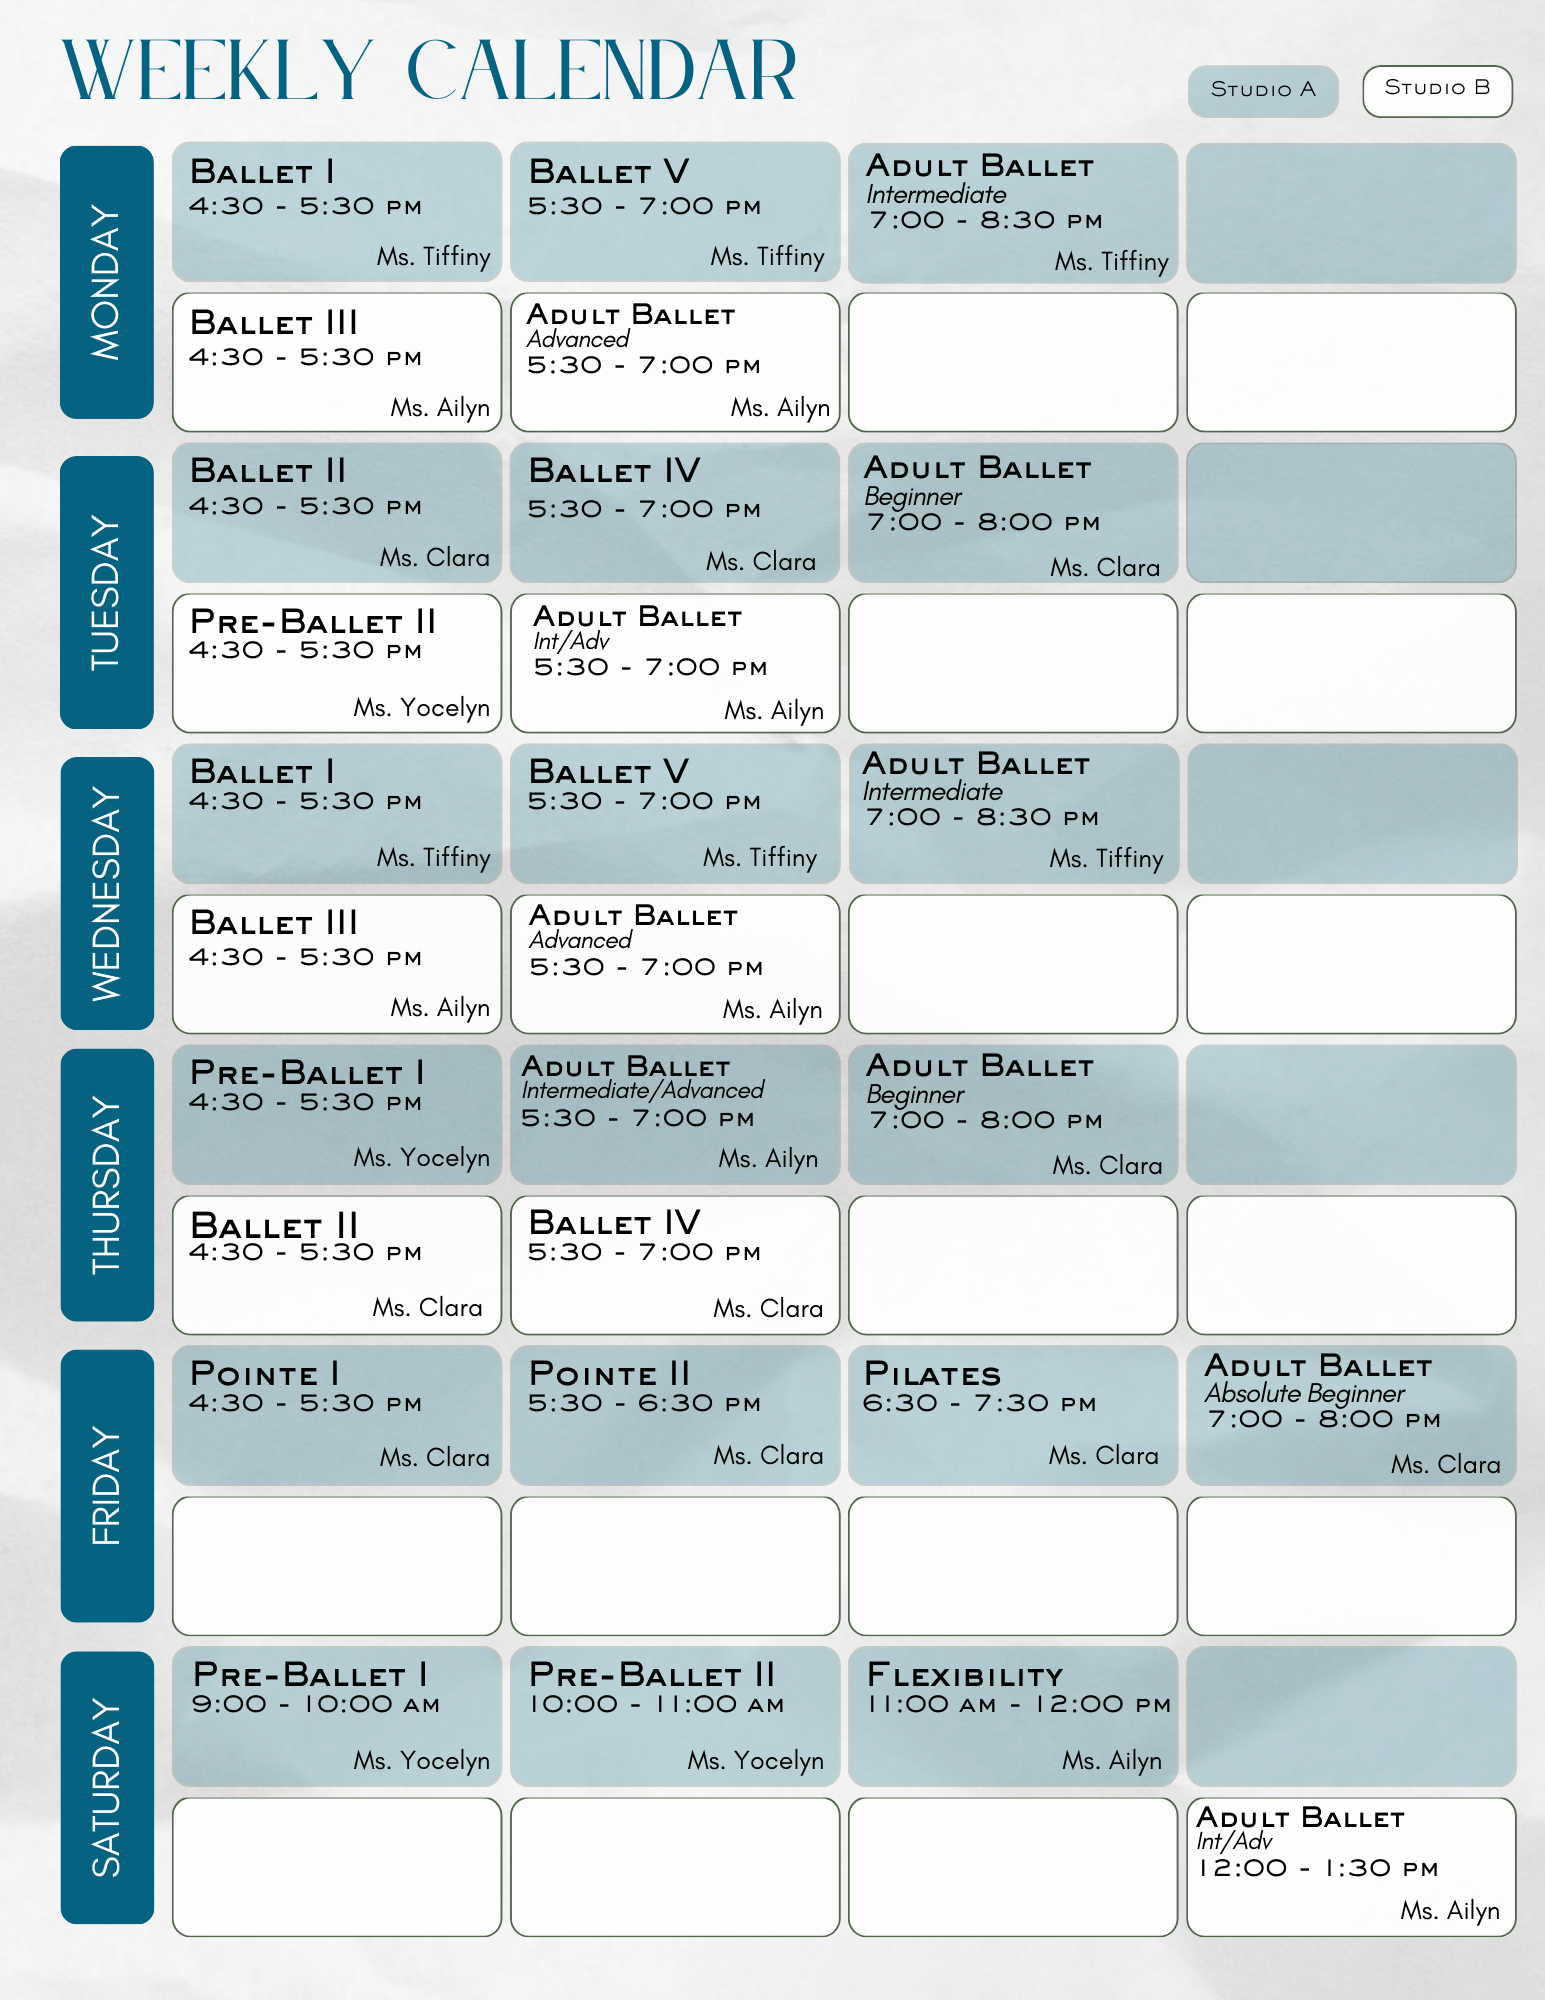 WEEKLY CALENDAR
Studio A
Studio B
MONDAY
Ballet I
4:30 - 5:30 PM
Ms. Tiffiny
Ballet V
5:30 - 7:00 PM
Ms. Tiffiny
Adult Ballet
Intermediate
7:00 - 8:30 PM
Ms. Tiffiny
Ballet III
4:30 - 5:30 PM
Ms. Ailyn
Adult Ballet
Advanced
5:30 - 7:00 PM
Ms. Ailyn
TUESDAY
Ballet II
4:30 - 5:30 PM
Ms. Clara
Ballet IV
5:30 - 7:00 PM
Ms. Clara
Adult Ballet
Beginner
7:00 - 8:00 PM
Ms. Clara
Pre-Ballet II
4:30 - 5:30 PM
Ms. Yocelyn
Adult Ballet
Int/Adv
5:30 - 7:00 PM
Ms. Ailyn
WEDNESDAY
Ballet I
4:30 - 5:30 PM
Ms. Tiffiny
Ballet V
5:30 - 7:00 PM
Ms. Tiffiny
Adult Ballet
Intermediate
7:00 - 8:30 PM
Ms. Tiffiny
Ballet III
4:30 - 5:30 PM
Ms. Ailyn
Adult Ballet
Advanced
5:30 - 7:00 PM
Ms. Ailyn
THURSDAY
Pre-Ballet I
4:30 - 5:30 PM
Ms. Yocelyn
Adult Ballet
Intermediate/Advanced
5:30 - 7:00 PM
Ms. Ailyn
Adult Ballet
Beginner
7:00 - 8:00 PM
Ms. Clara
Ballet II
4:30 - 5:30 PM
Ms. Clara
Ballet IV
5:30 - 7:00 PM
Ms. Clara
FRIDAY
Pointe I
4:30 - 5:30 PM
Ms. Clara
Pointe II
5:30 - 6:30 PM
Ms. Clara
Pilates
6:30 - 7:30 PM
Ms. Clara
Adult Ballet
Absolute Beginner
7:00 - 8:00 PM
Ms. Clara
SATURDAY
Pre-Ballet I
9:00 - 10:00 AM
Ms. Yocelyn
Pre-Ballet II
10:00 - 11:00 AM
Ms. Yocelyn
Flexibility
11:00 AM - 12:00 PM
Ms. Ailyn
Adult Ballet
Int/Adv
12:00 - 1:30 PM
Ms. Ailyn